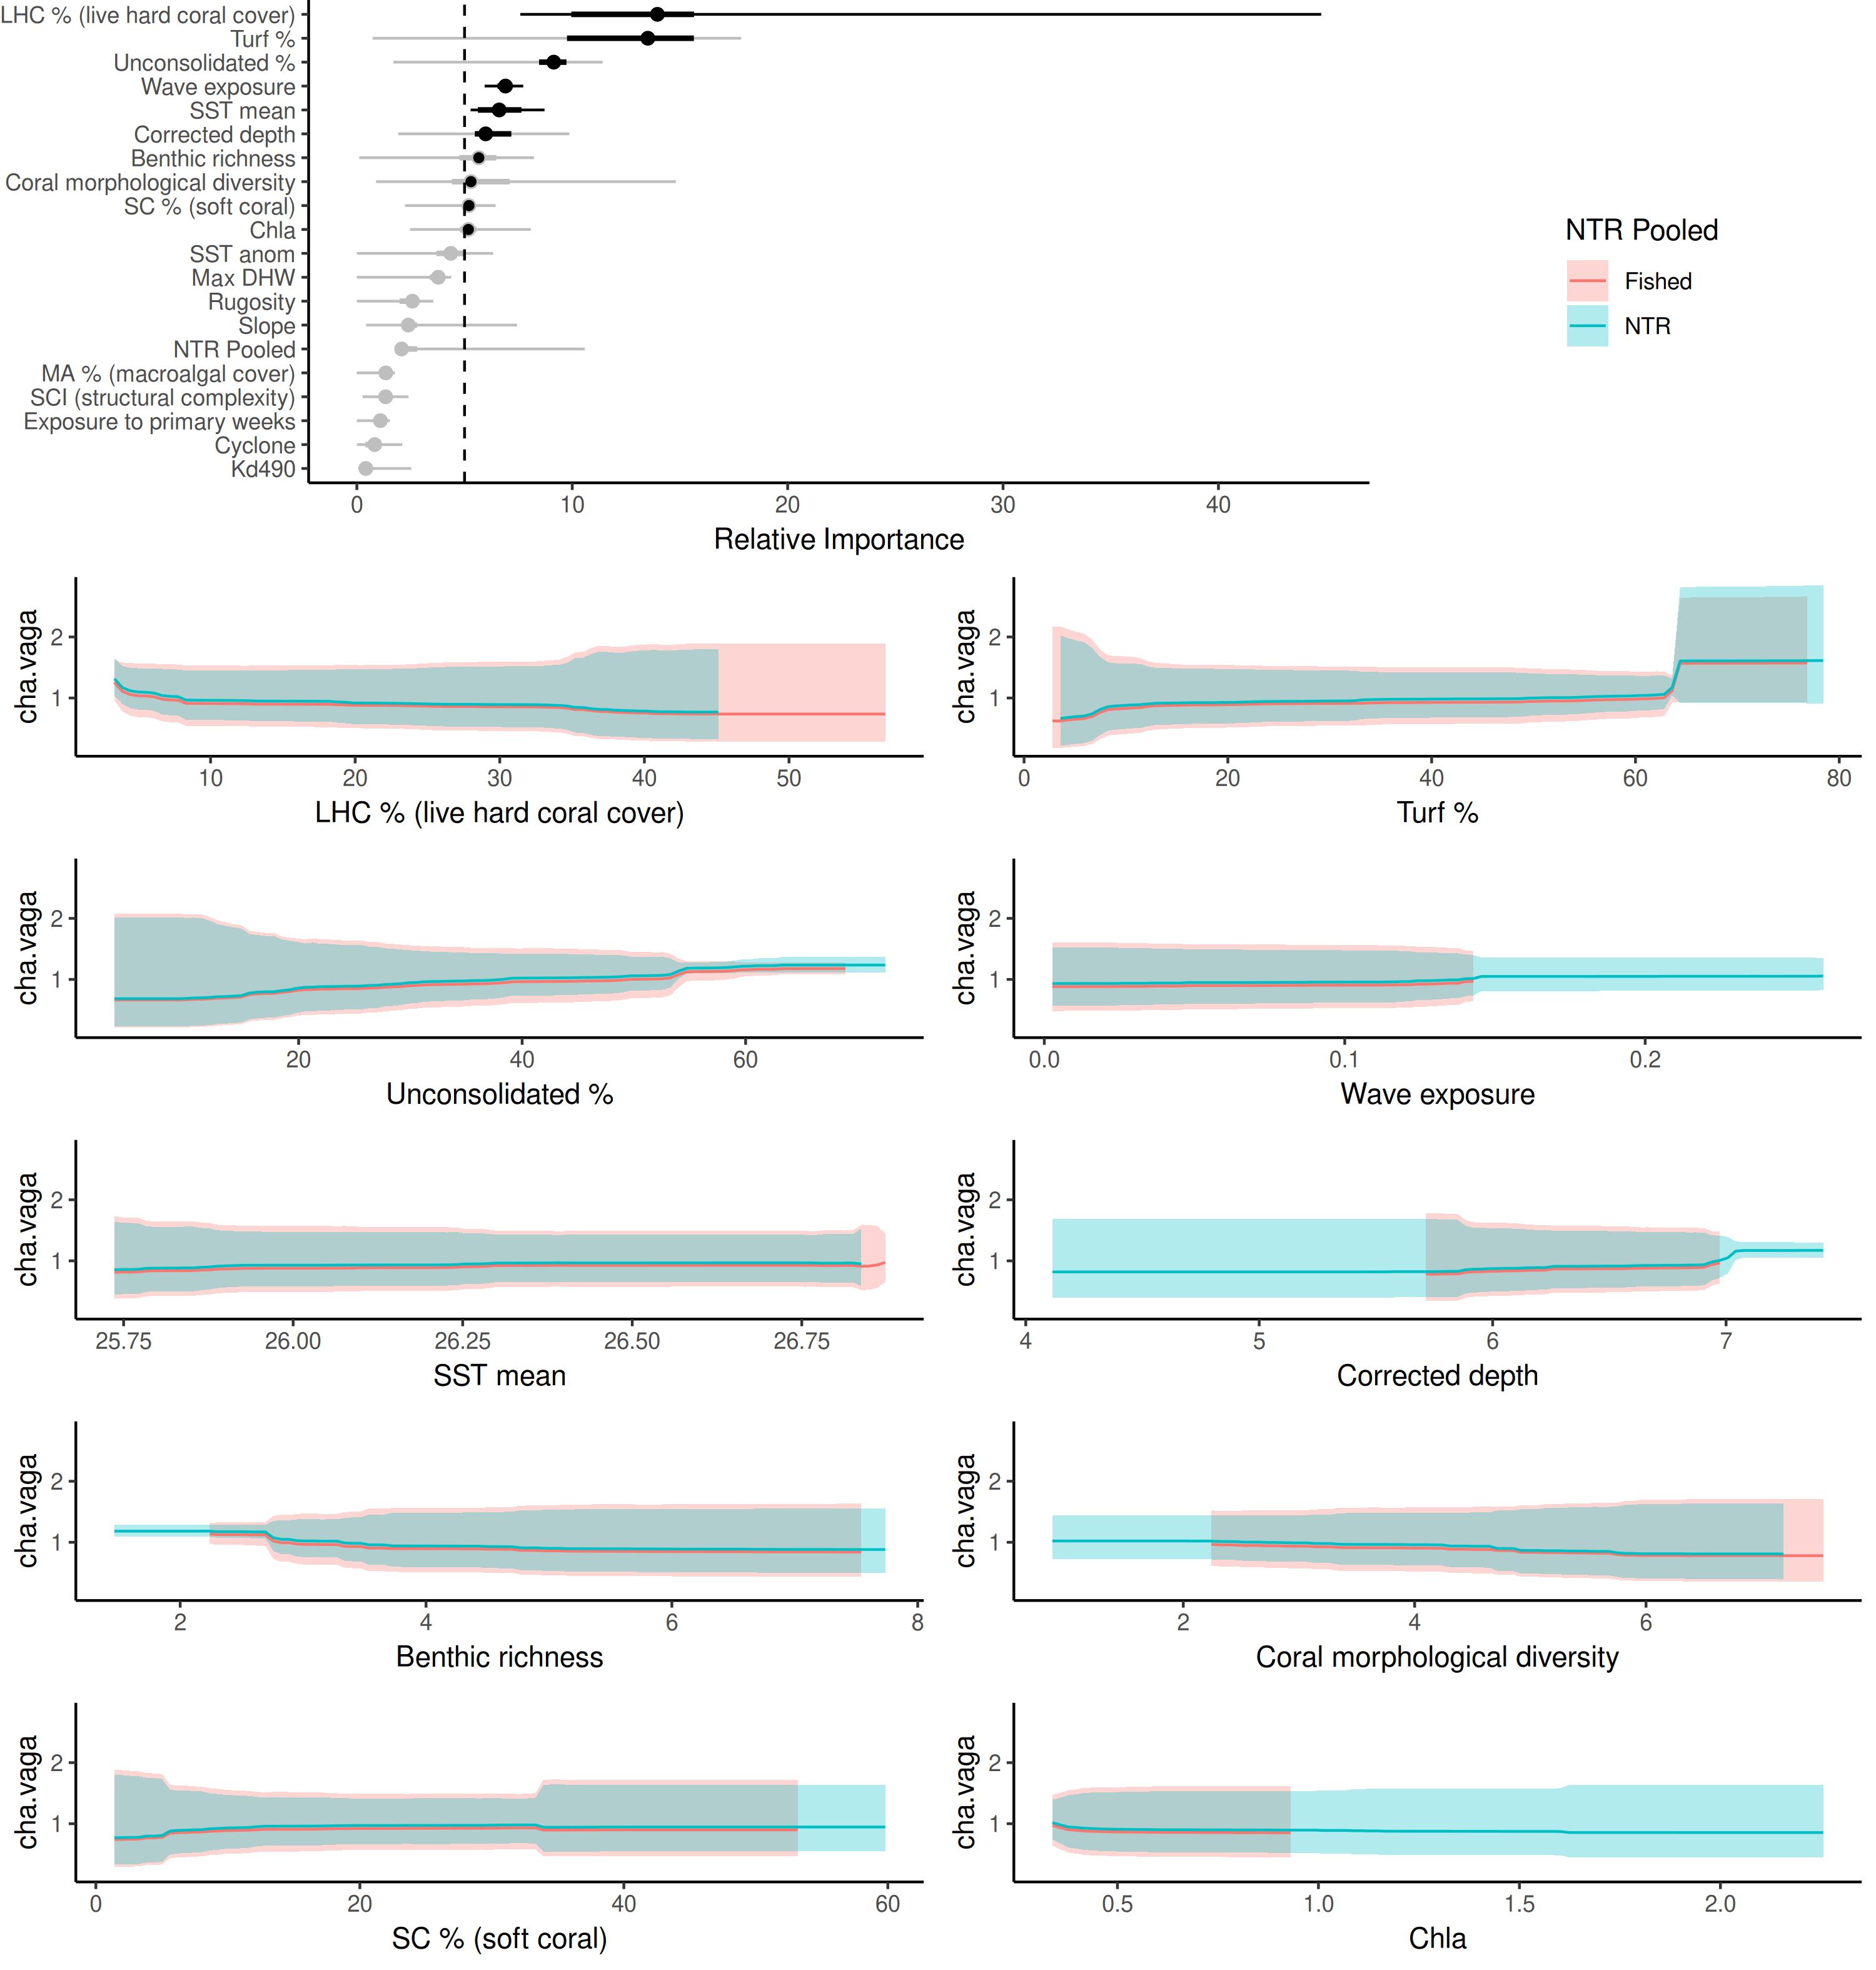 LHC % (live hard coral cover)
Turf %
Unconsolidated %
Wave exposure
SST mean
Corrected depth
Benthic richness
Coral morphological diversity
SC % (soft coral)
Chla
SST anom
Max DHW
Rugosity
Slope
NTR Pooled
MA % (macroalgal cover)
SCI (structural complexity)
Exposure to primary weeks
Cyclone
Kd490
0 10 20 30 40
Relative Importance
NTR Pooled
Fished
NTR
cha.vaga
2
1
10 20 30 40 50
LHC % (live hard coral cover)
cha.vaga
2
1
0 20 40 60 80
Turf %
cha.vaga
2
1
20 40 60
Unconsolidated %
cha.vaga
2
1
0.0 0.1 0.2
Wave exposure
cha.vaga
2
1
25.75 26.00 26.25 26.50 26.75
SST mean
cha.vaga
2
1
4 5 6 7
Corrected depth
cha.vaga
2
1
2 4 6 8
Benthic richness
cha.vaga
2
1
2 4 6
Coral morphological diversity
cha.vaga
2
1
0 20 40 60
SC % (soft coral)
cha.vaga
2
1
0.5 1.0 1.5 2.0
Chla